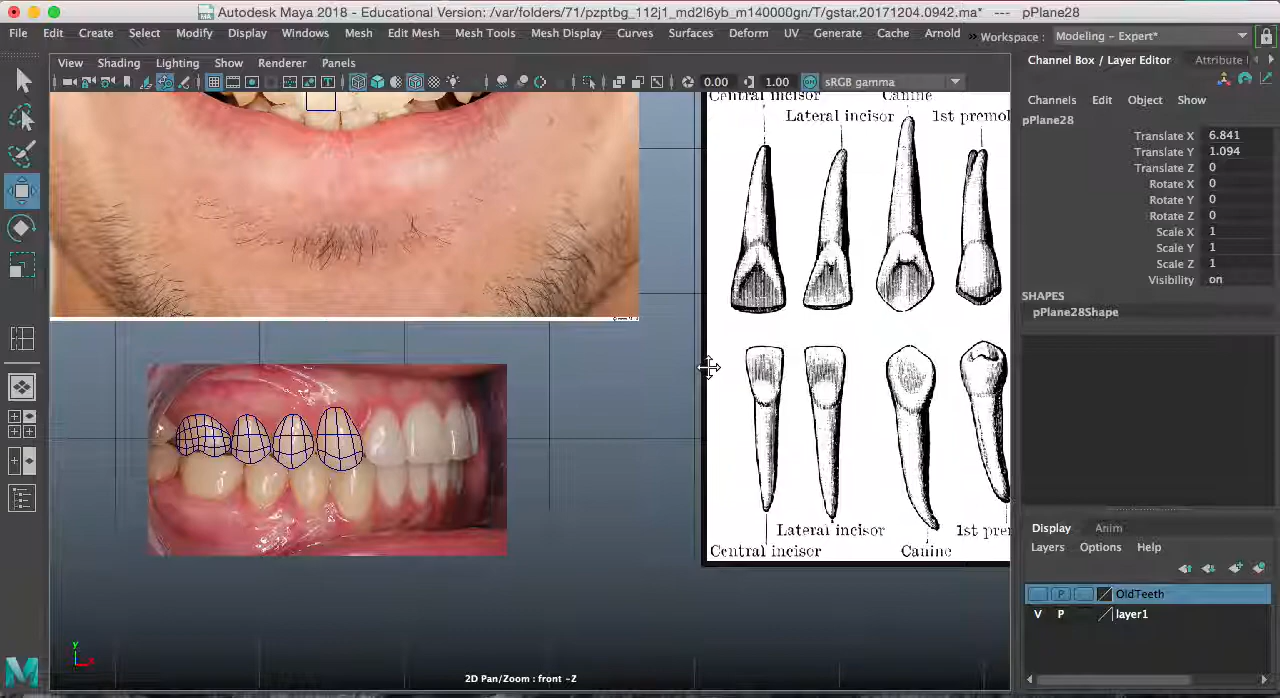 Autodesk Maya 2018 - Educational Version: /var/folders/71/pzptbg_112j1_md2l6yb_m140000gn/T/gstar.20171204.0942.ma* --- pPlane28
File Edit Create Select Modify Display Windows Mesh Edit Mesh Mesh Tools Mesh Display Curves Surfaces Deform UV Generate Cache Arnold » Workspace : Modeling - Expert*
View Shading Lighting Show Renderer Panels
Channel Box / Layer Editor Attribute
0.00 1.00 sRGB gamma
Channels Edit Object Show
pPlane28
Translate X 6.841
Translate Y 1.094
Translate Z 0
Rotate X 0
Rotate Y 0
Rotate Z 0
Scale X 1
Scale Y 1
Scale Z 1
Visibility on
SHAPES
pPlane28Shape
Central incisor Canine
Lateral incisor 1st premol
Lateral incisor 1st pre
Central incisor Canine
Display Anim
Layers Options Help
P OldTeeth
V P layer1
y
x
2D Pan/Zoom : front -Z
M